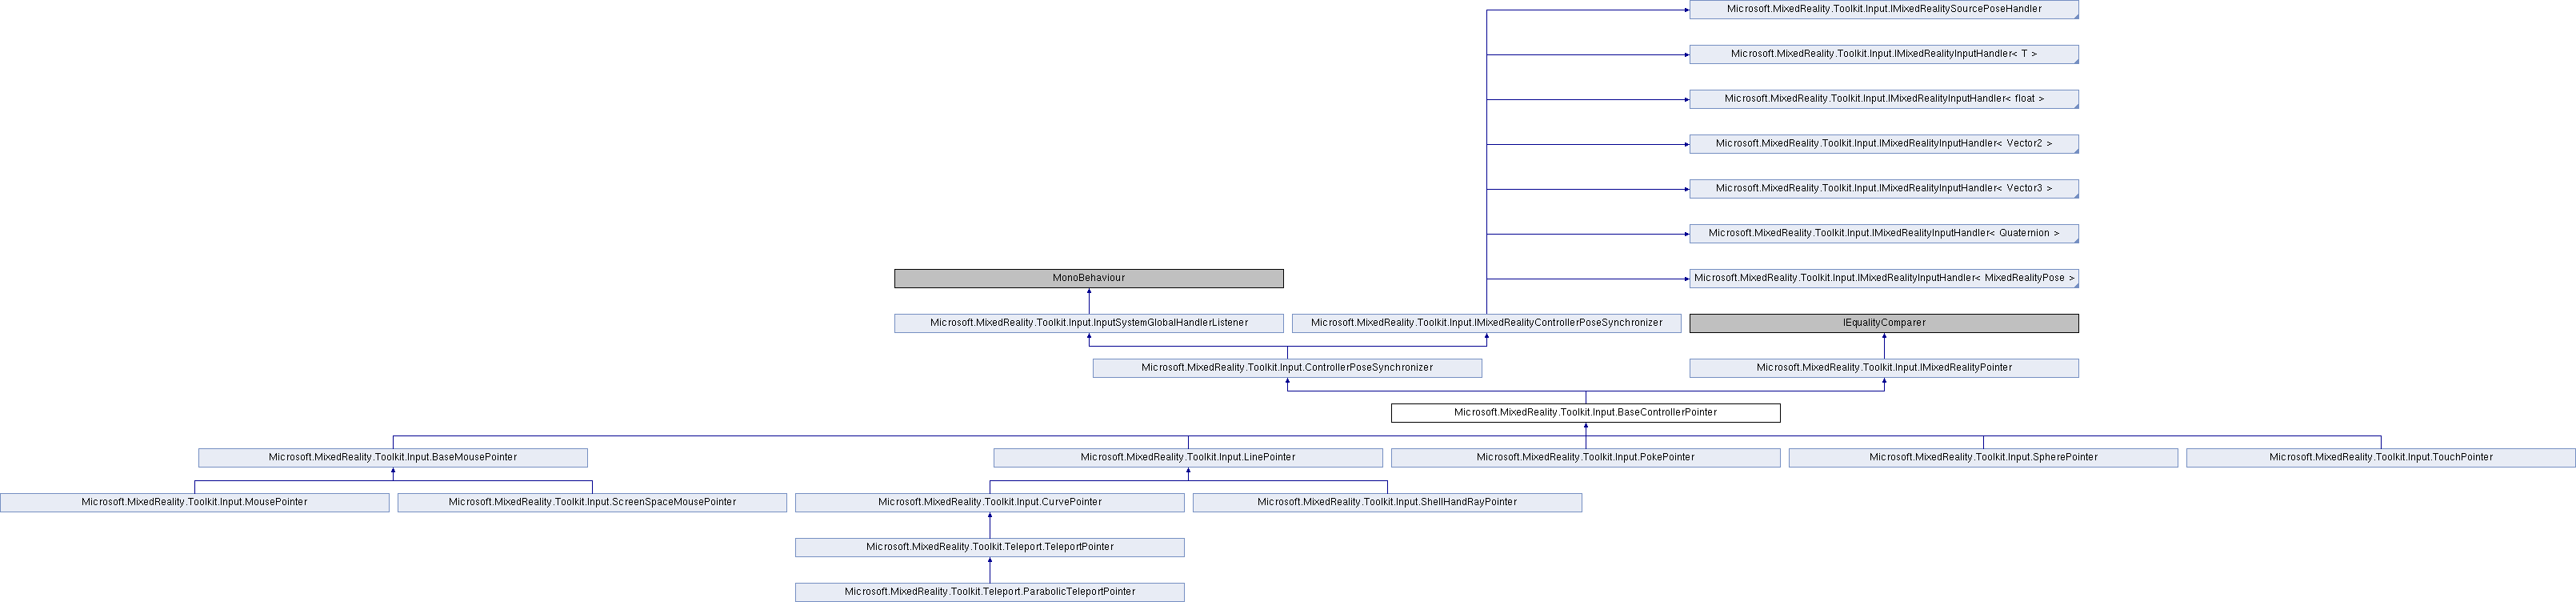 Microsoft.MixedReality.Toolkit.Input.IMixedRealitySourcePoseHandler
Microsoft.MixedReality.Toolkit.Input.IMixedRealityInputHandler< T >
Microsoft.MixedReality.Toolkit.Input.IMixedRealityInputHandler< float >
Microsoft.MixedReality.Toolkit.Input.IMixedRealityInputHandler< Vector2 >
Microsoft.MixedReality.Toolkit.Input.IMixedRealityInputHandler< Vector3 >
Microsoft.MixedReality.Toolkit.Input.IMixedRealityInputHandler< Quaternion >
MonoBehaviour
Microsoft.MixedReality.Toolkit.Input.IMixedRealityInputHandler< MixedRealityPose >
Microsoft.MixedReality.Toolkit.Input.InputSystemGlobalHandlerListener
Microsoft.MixedReality.Toolkit.Input.IMixedRealityControllerPoseSynchronizer
IEqualityComparer
Microsoft.MixedReality.Toolkit.Input.ControllerPoseSynchronizer
Microsoft.MixedReality.Toolkit.Input.IMixedRealityPointer
Microsoft.MixedReality.Toolkit.Input.BaseControllerPointer
Microsoft.MixedReality.Toolkit.Input.BaseMousePointer
Microsoft.MixedReality.Toolkit.Input.LinePointer
Microsoft.MixedReality.Toolkit.Input.PokePointer
Microsoft.MixedReality.Toolkit.Input.SpherePointer
Microsoft.MixedReality.Toolkit.Input.TouchPointer
Microsoft.MixedReality.Toolkit.Input.MousePointer
Microsoft.MixedReality.Toolkit.Input.ScreenSpaceMousePointer
Microsoft.MixedReality.Toolkit.Input.CurvePointer
Microsoft.MixedReality.Toolkit.Input.ShellHandRayPointer
Microsoft.MixedReality.Toolkit.Teleport.TeleportPointer
Microsoft.MixedReality.Toolkit.Teleport.ParabolicTeleportPointer